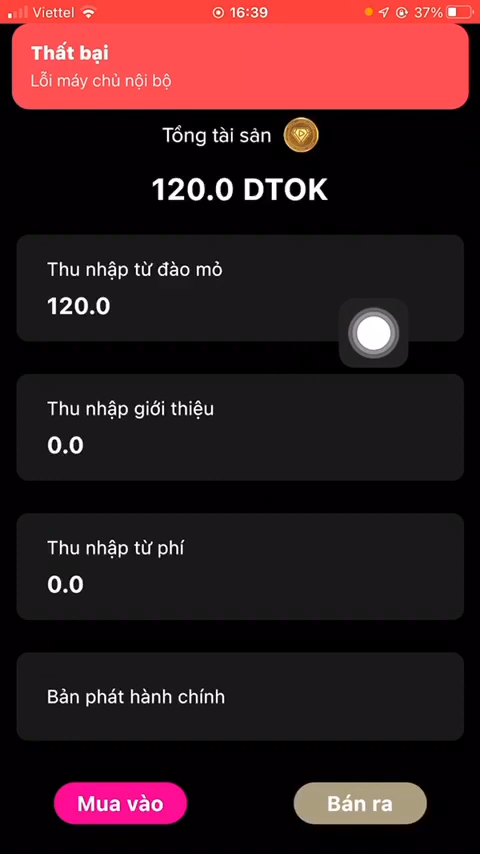 Viettel
16:39
37%
Thất bại
Lỗi máy chủ nội bộ
Tổng tài sản
120.0 DTOK
Thu nhập từ đào mỏ
120.0
Thu nhập giới thiệu
0.0
Thu nhập từ phí
0.0
Bản phát hành chính
Mua vào
Bán ra